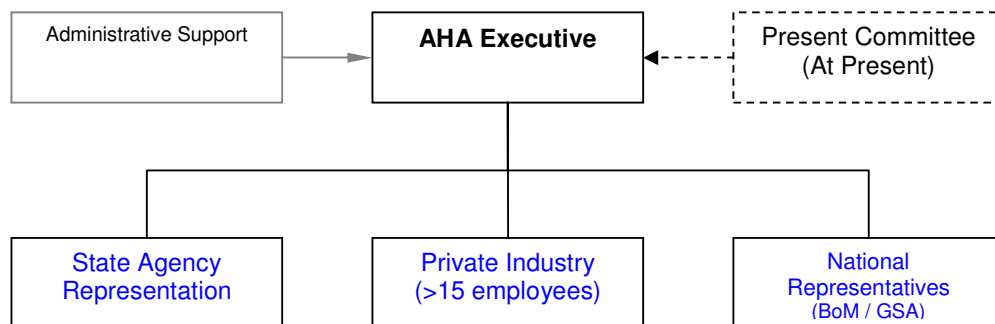 Administrative Support
AHA Executive
Present Committee
(At Present)
State Agency
Representation
Private Industry
(>15 employees)
National
Representatives
(BoM / GSA)